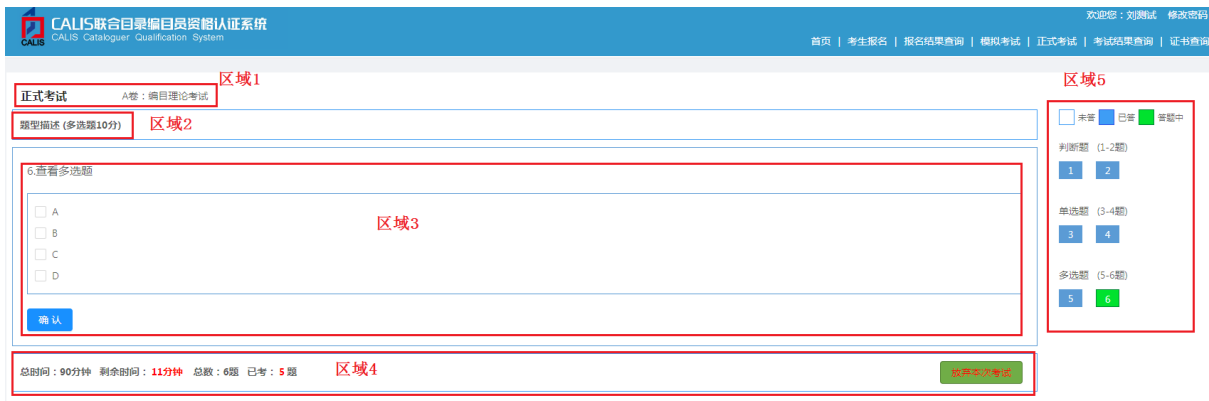 CALIS联合目录编目员资格认证系统
CALIS Cataloguer Qualification System
CALIS
欢迎您：刘测试 修改密码
首页 | 考生报名 | 报名结果查询 | 模拟考试 | 正式考试 | 考试结果查询 | 证书查询
区域1
正式考试 A卷：编目理论考试
题型描述 (多选题10分) 区域2
6.查看多选题
A
B
C
D
区域3
确 认
总时间：90分钟 剩余时间：11分钟 总数：6题 已考：5 题
区域4
放弃本次考试
区域5
未答 已答 答题中
判断题 (1-2题)
1 2
单选题 (3-4题)
3 4
多选题 (5-6题)
5 6